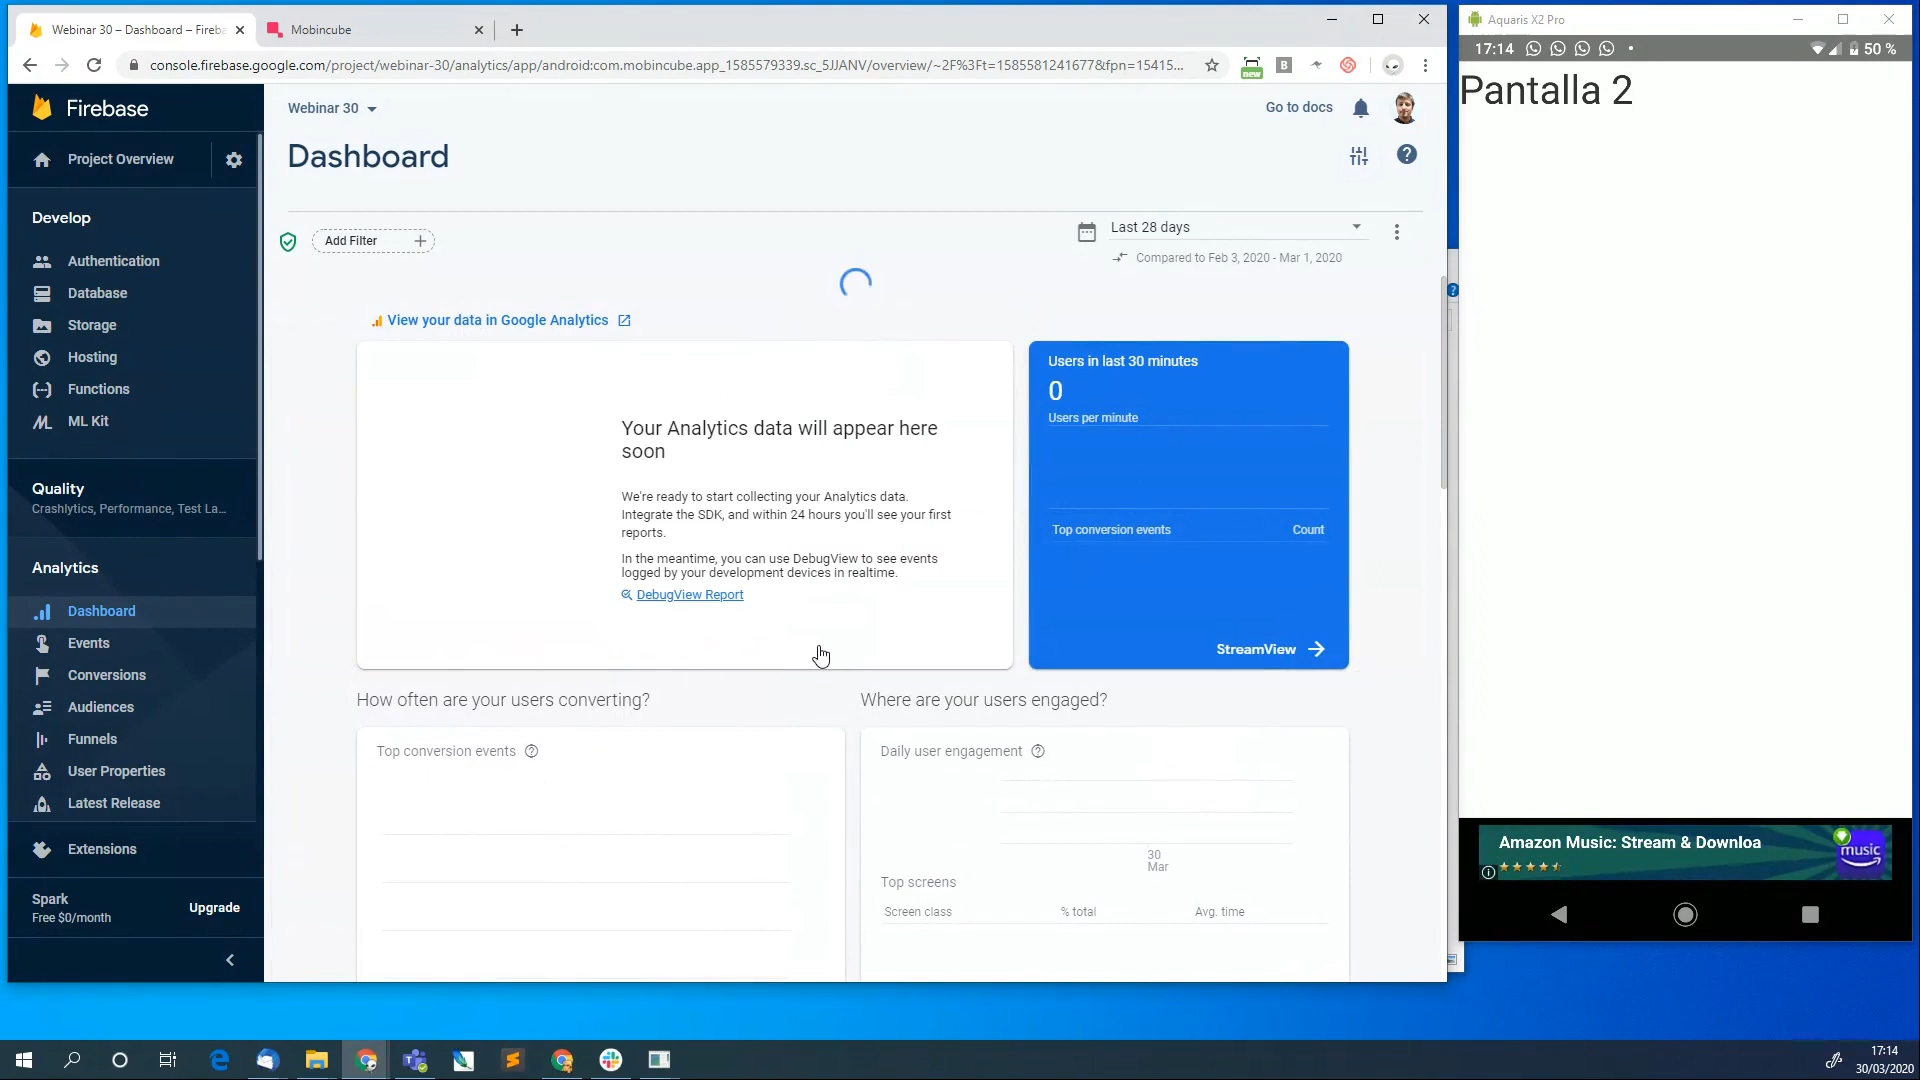 Webinar 30 – Dashboard – Fireba
Mobincube
console.firebase.google.com/project/webinar-30/analytics/app/android:com.mobincube.app_1585579339.sc_5JJANV/overview/~2F%3Ft=1585581241677&fpn=15415...
new
B
Firebase
Project Overview
Develop
Authentication
Database
Storage
Hosting
Functions
ML Kit
Quality
Crashlytics, Performance, Test La...
Analytics
Dashboard
Events
Conversions
Audiences
Funnels
User Properties
Latest Release
Extensions
Spark
Free $0/month
Upgrade
Webinar 30
Go to docs
Dashboard
Add Filter
Last 28 days
Compared to Feb 3, 2020 - Mar 1, 2020
View your data in Google Analytics
Your Analytics data will appear here
soon
We're ready to start collecting your Analytics data.
Integrate the SDK, and within 24 hours you'll see your first
reports.
In the meantime, you can use DebugView to see events
logged by your development devices in realtime.
DebugView Report
Users in last 30 minutes
0
Users per minute
Top conversion events
Count
StreamView
How often are your users converting?
Top conversion events
Where are your users engaged?
Daily user engagement
30
Mar
Top screens
Screen class
% total
Avg. time
Aquaris X2 Pro
17:14
50 %
Pantalla 2
Amazon Music: Stream & Downloa
music
17:14
30/03/2020